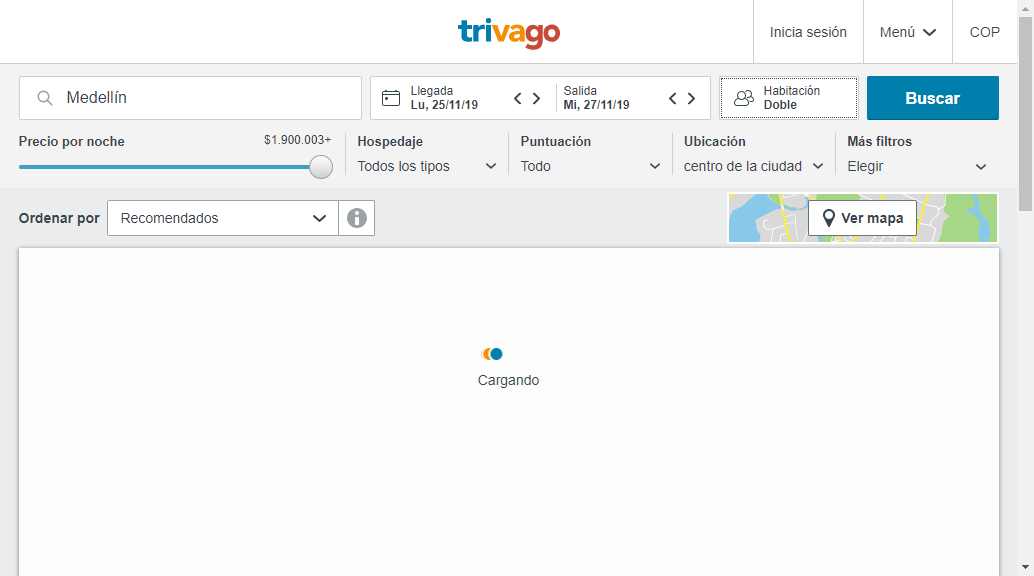 trivago
Inicia sesión
Menú
COP
Medellín
Llegada
Lu, 25/11/19
Salida
Mi, 27/11/19
Habitación
Doble
Buscar
Precio por noche
$1.900.003+
Hospedaje
Todos los tipos
Puntuación
Todo
Ubicación
centro de la ciudad
Más filtros
Elegir
Ordenar por
Recomendados
Ver mapa
Cargando